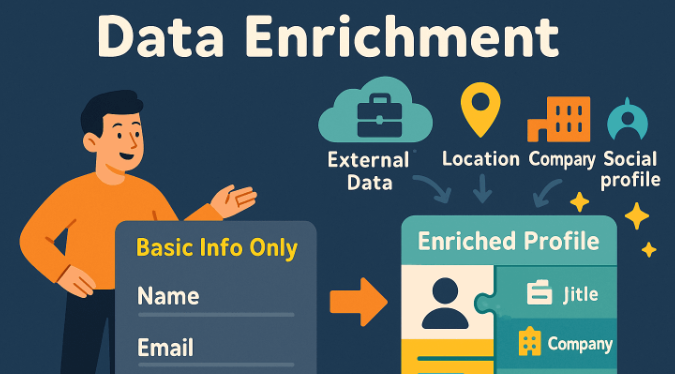 Data Enrichment
External
Data
Location
Company
Social
profile
Basic Info Only
Name
Email
Enriched Profile
Jitle
Company